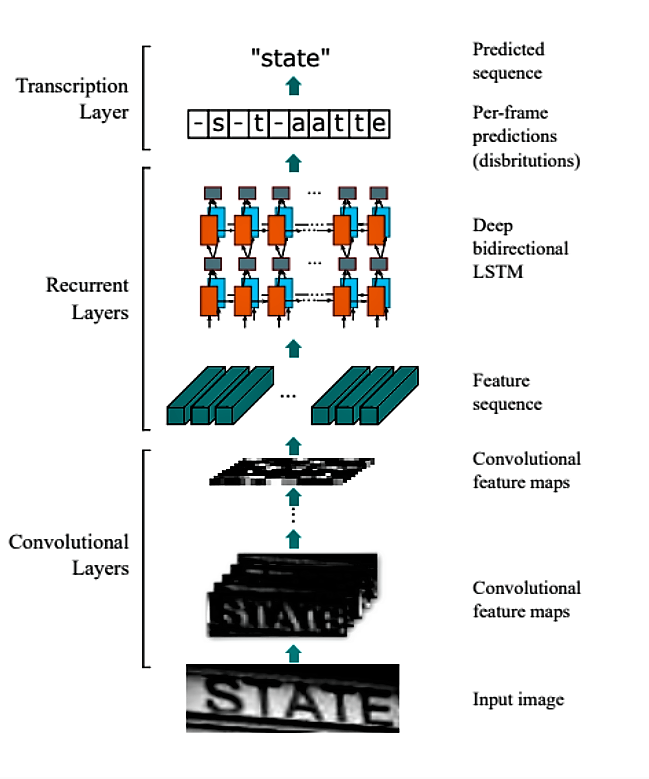 "state"
Predicted
sequence
Transcription
Layer
-s-t-aatte
Per-frame
predictions
(disbritutions)
Deep
bidirectional
LSTM
Recurrent
Layers
...
...
Feature
sequence
...
Convolutional
feature maps
Convolutional
Layers
STATE
Convolutional
feature maps
STATE
Input image